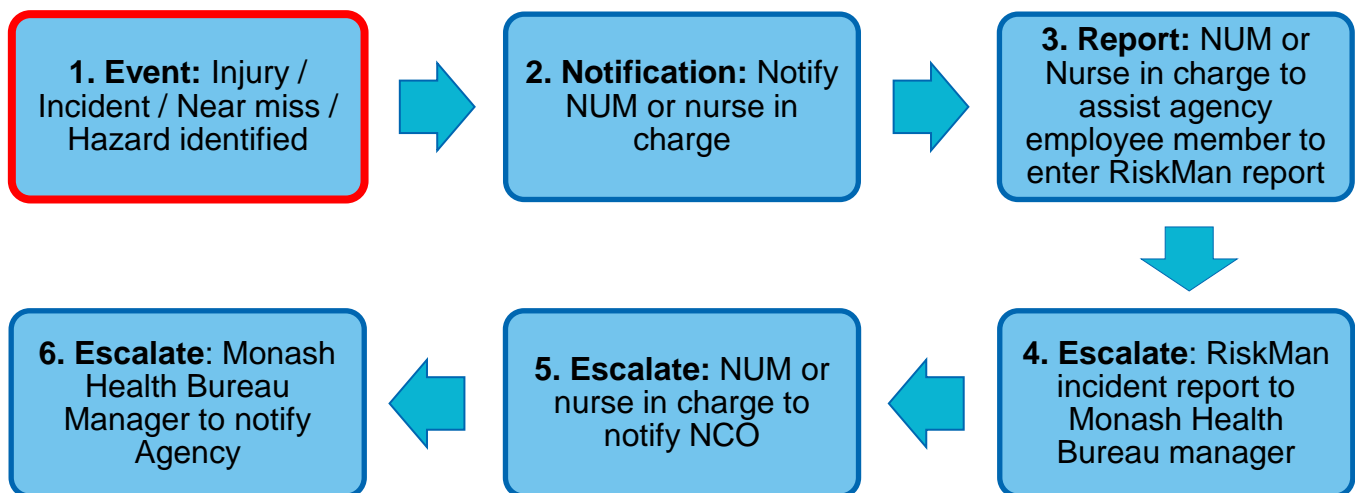 1. Event: Injury /
Incident / Near miss /
Hazard identified
2. Notification: Notify
NUM or nurse in
charge
3. Report: NUM or
Nurse in charge to
assist agency
employee member to
enter RiskMan report
4. Escalate: RiskMan
incident report to
Monash Health
Bureau manager
5. Escalate: NUM or
nurse in charge to
notify NCO
6. Escalate: Monash
Health Bureau
Manager to notify
Agency